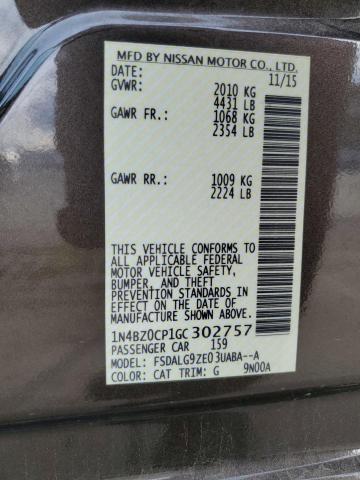 MFD BY NISSAN MOTOR CO., LTD.
DATE: 11/15
GVWR: 2010 KG
4431 LB
GAWR FR: 1068 KG
2354 LB
GAWR RR: 1009 KG
2224 LB
THIS VEHICLE CONFORMS TO
ALL APPLICABLE FEDERAL
MOTOR VEHICLE SAFETY,
BUMPER, AND THEFT
PREVENTION STANDARDS
IN EFFECT ON THE DATE OF
MANUFACTURE SHOWN ABOVE.
1N4BZ0CP1GC302757
PASSENGER CAR 159
MODEL: FSDALG9ZE03UABA--A
COLOR: CAT TRIM: G 9N00A